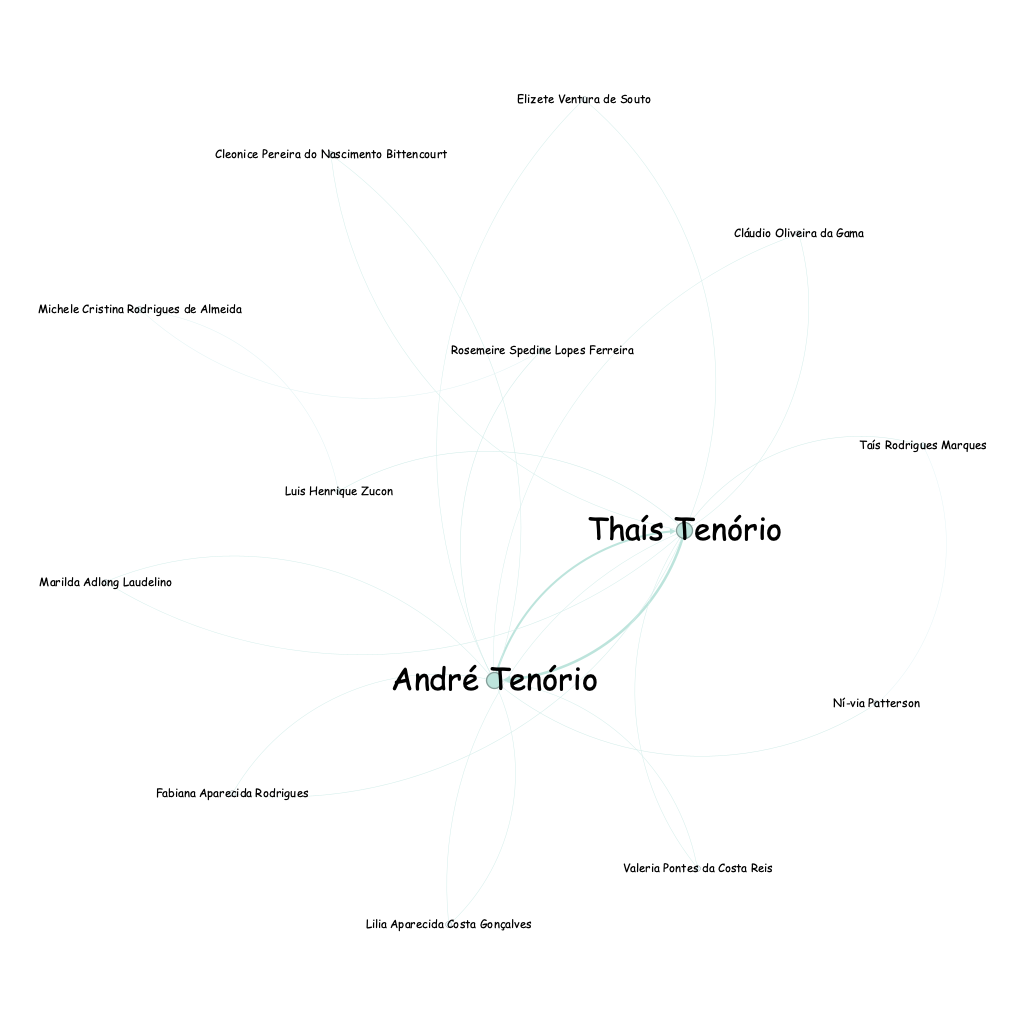 Elizete Ventura de Souto
Cleonice Pereira do Nascimento Bittencourt
Cláudio Oliveira da Gama
Michele Cristina Rodrigues de Almeida
Rosemeire Spedine Lopes Ferreira
Taís Rodrigues Marques
Luis Henrique Zucon
Thaís Tenório
Marilda Adlong Laudelino
André Tenório
Ní-via Patterson
Fabiana Aparecida Rodrigues
Valeria Pontes da Costa Reis
Lilia Aparecida Costa Gonçalves